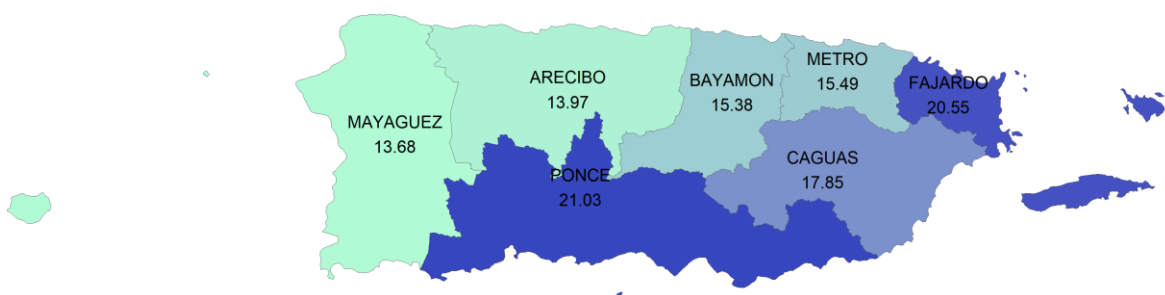 METRO
15.49
ARECIBO
13.97
BAYAMON
15.38
FAJARDO
20.55
MAYAGUEZ
13.68
CAGUAS
17.85
PONCE
21.03